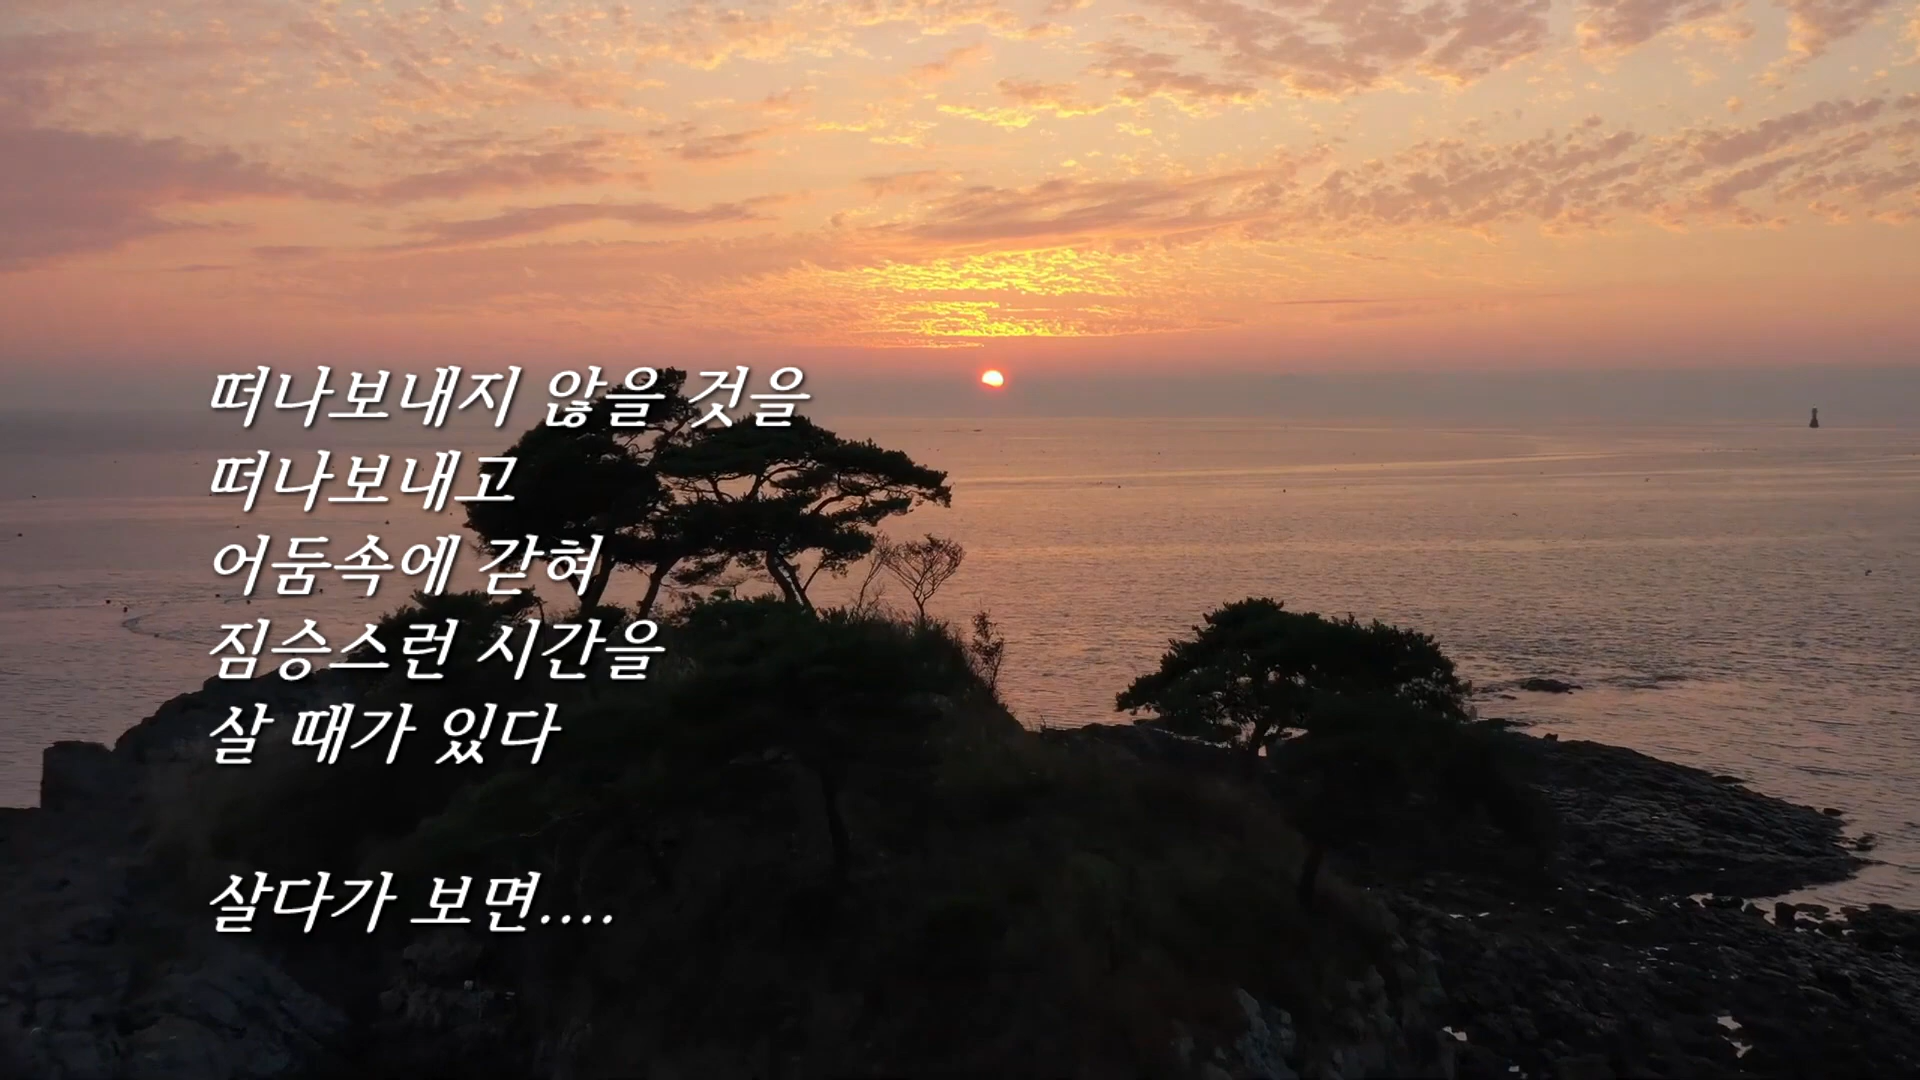 떠나보내지 않을 것을
떠나보내고
어둠속에 갇혀
짐승스런 시간을
살 때가 있다
살다가 보면....